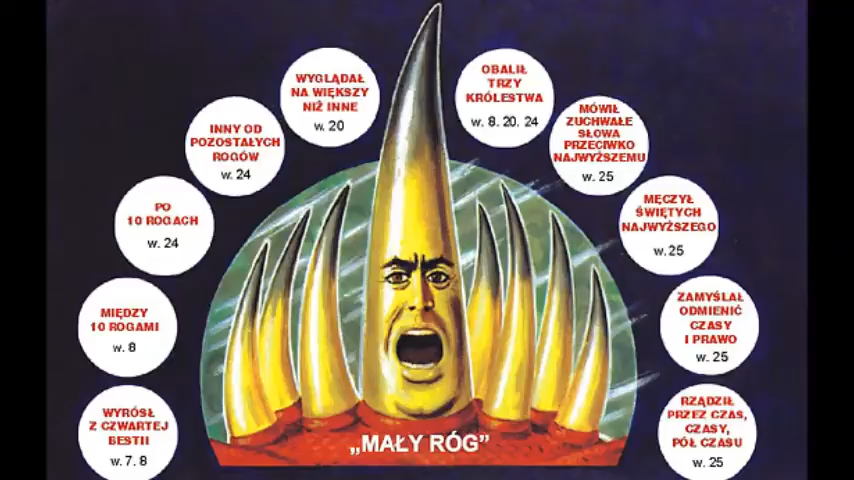 WYGLĄDAŁ
NA WIĘKSZY
NIŻ INNE
w. 20
OBALIŁ
TRZY
KRÓLESTWA
w. 8. 20. 24
INNY OD
POZOSTAŁYCH
ROGÓW
w. 24
MÓWIŁ
ZUCHWAŁE
SŁOWA
PRZECIWKO
NAJWYŻSZEMU
w. 25
PO
10 ROGACH
w. 24
MĘCZYŁ
ŚWIĘTYCH
NAJWYŻSZEGO
w. 25
MIĘDZY
10 ROGAMI
w. 8
ZAMYŚLAŁ
ODMIENIĆ
CZASY
I PRAWO
w. 25
WYRÓSŁ
Z CZWARTEJ
BESTII
w. 7. 8
RZĄDZIŁ
PRZEZ CZAS,
CZASY,
PÓŁ CZASU
w. 25
„MAŁY RÓG”